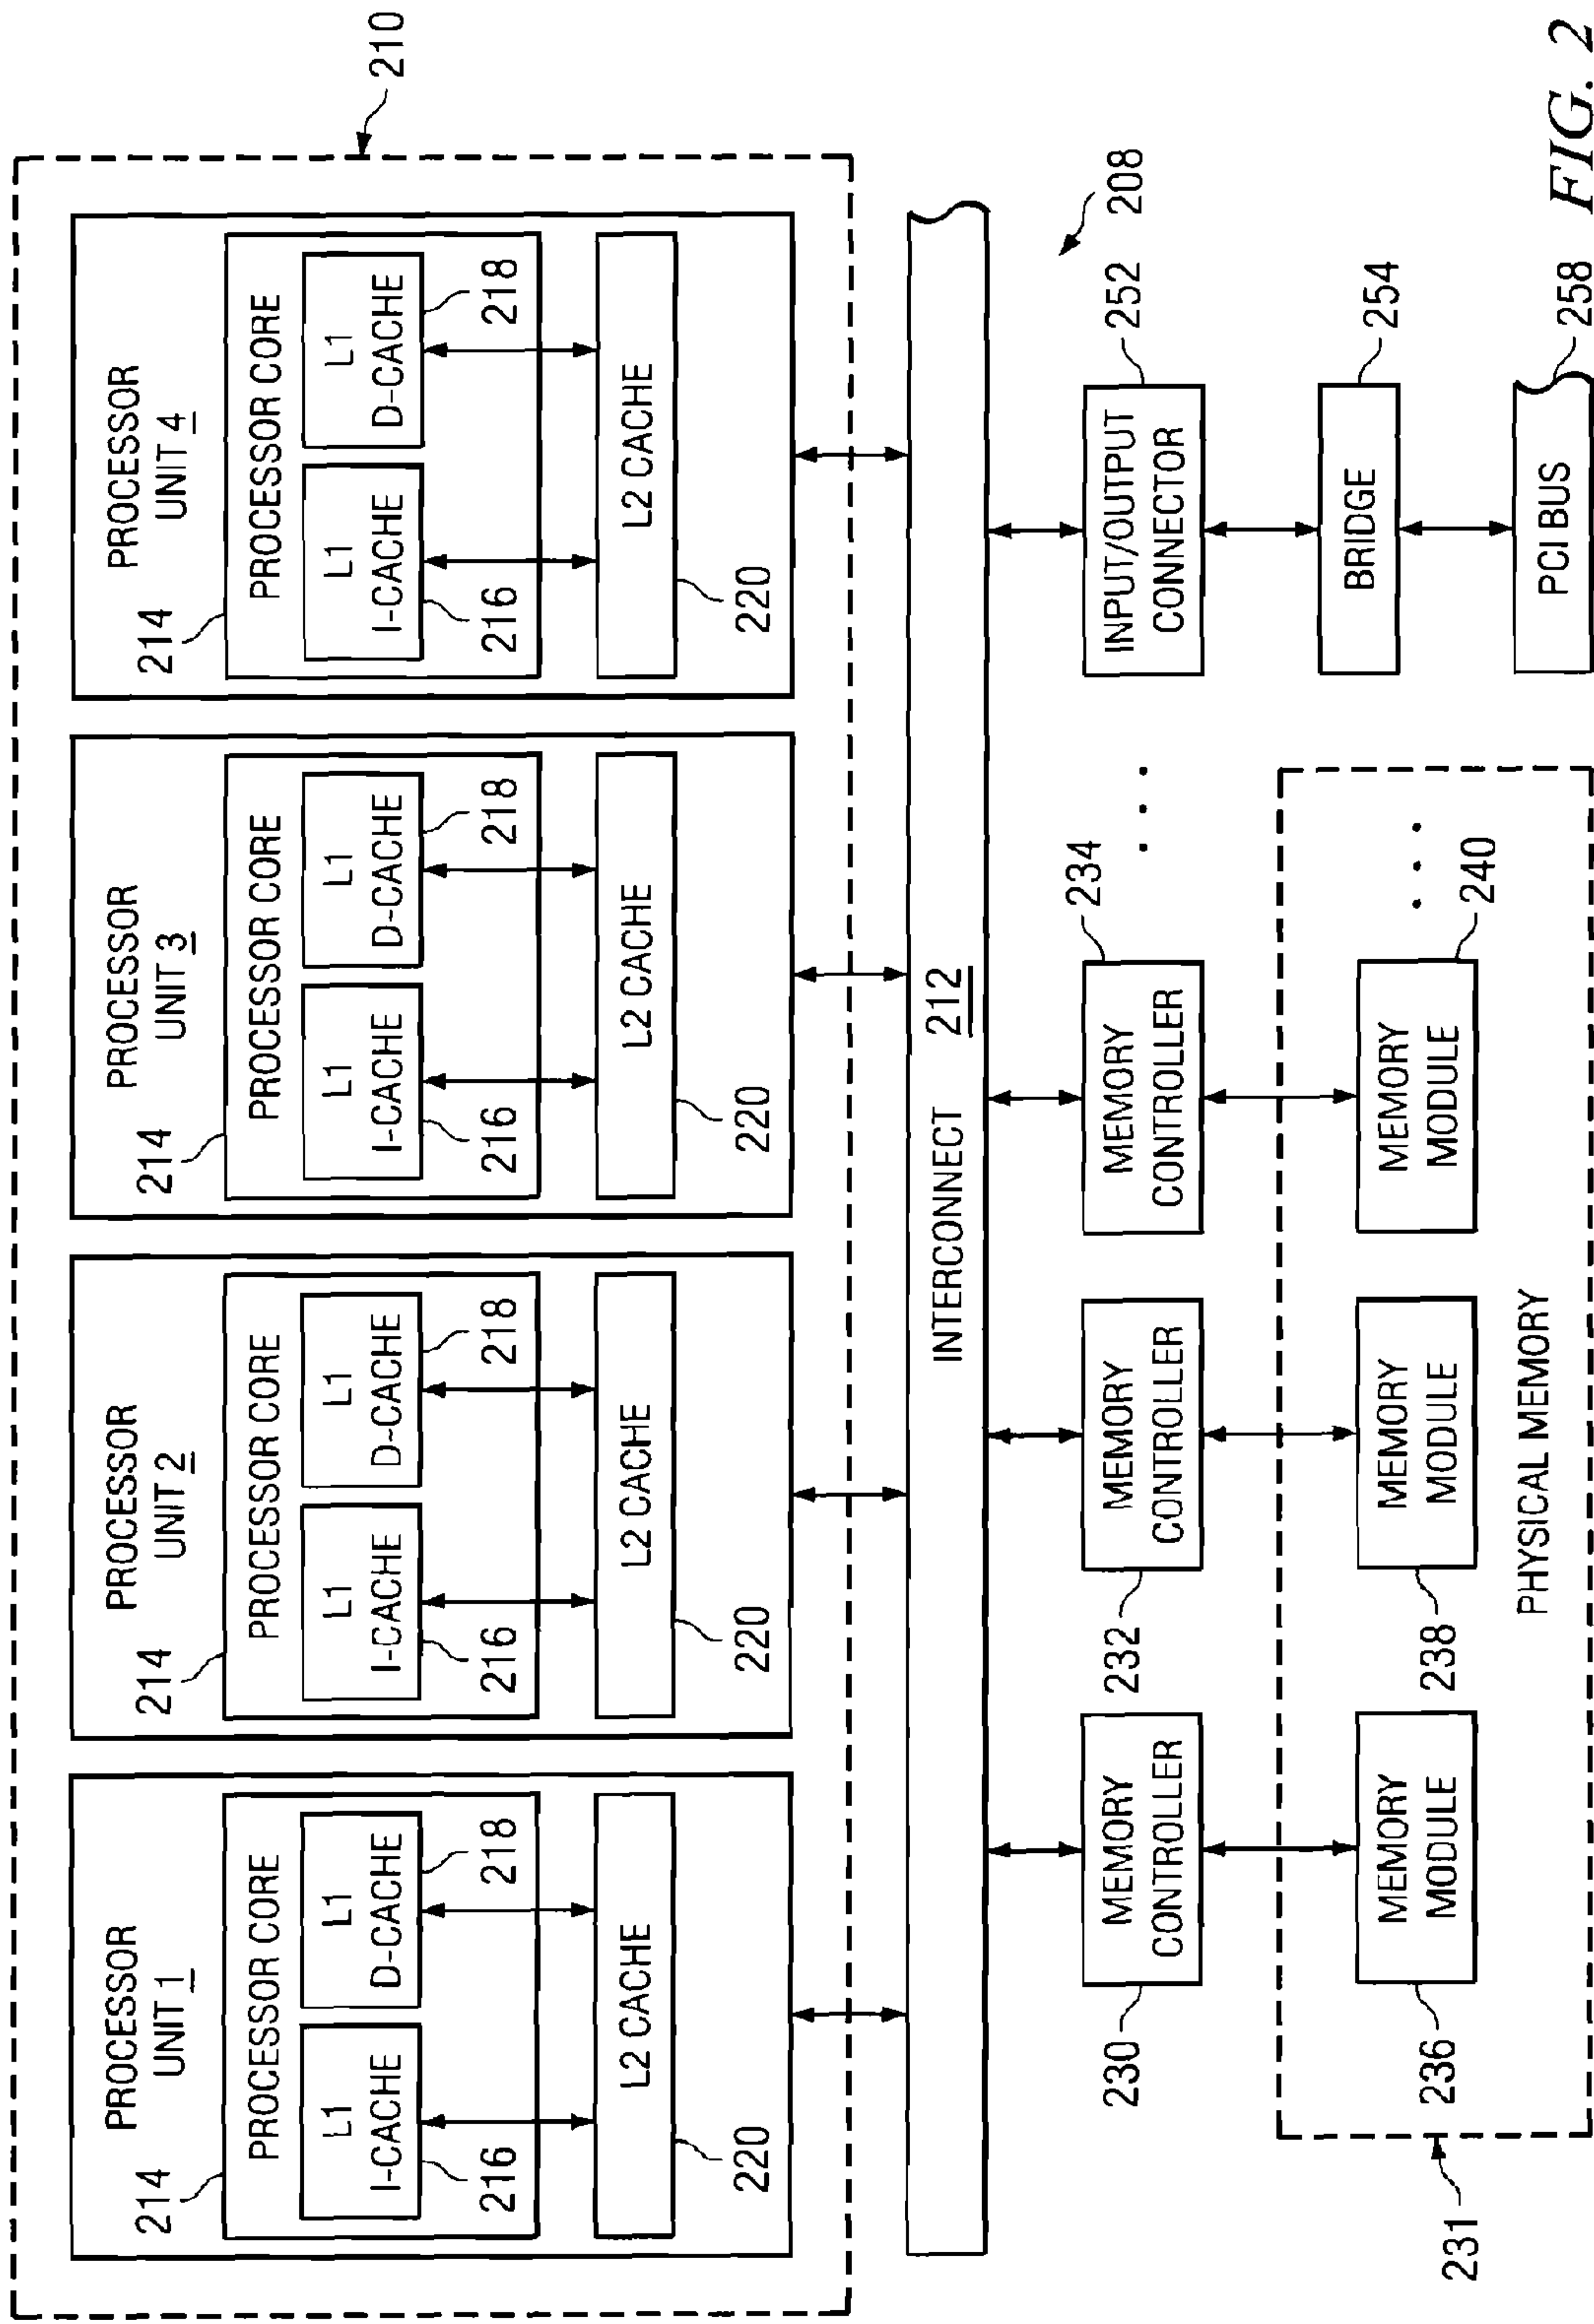 210
PROCESSOR
UNIT 1
214
PROCESSOR CORE
L1
I-CACHE
L1
D-CACHE
216
218
L2 CACHE
220
PROCESSOR
UNIT 2
214
PROCESSOR CORE
L1
I-CACHE
L1
D-CACHE
216
218
L2 CACHE
220
PROCESSOR
UNIT 3
214
PROCESSOR CORE
L1
I-CACHE
L1
D-CACHE
216
218
L2 CACHE
220
PROCESSOR
UNIT 4
214
PROCESSOR CORE
L1
I-CACHE
L1
D-CACHE
216
218
L2 CACHE
220
INTERCONNECT 212
208
230
MEMORY
CONTROLLER
232
MEMORY
CONTROLLER
234
MEMORY
CONTROLLER
. . .
252
INPUT/OUTPUT
CONNECTOR
231
236
MEMORY
MODULE
238
MEMORY
MODULE
240
MEMORY
MODULE
. . .
PHYSICAL MEMORY
BRIDGE
254
PCI BUS
258
FIG. 2